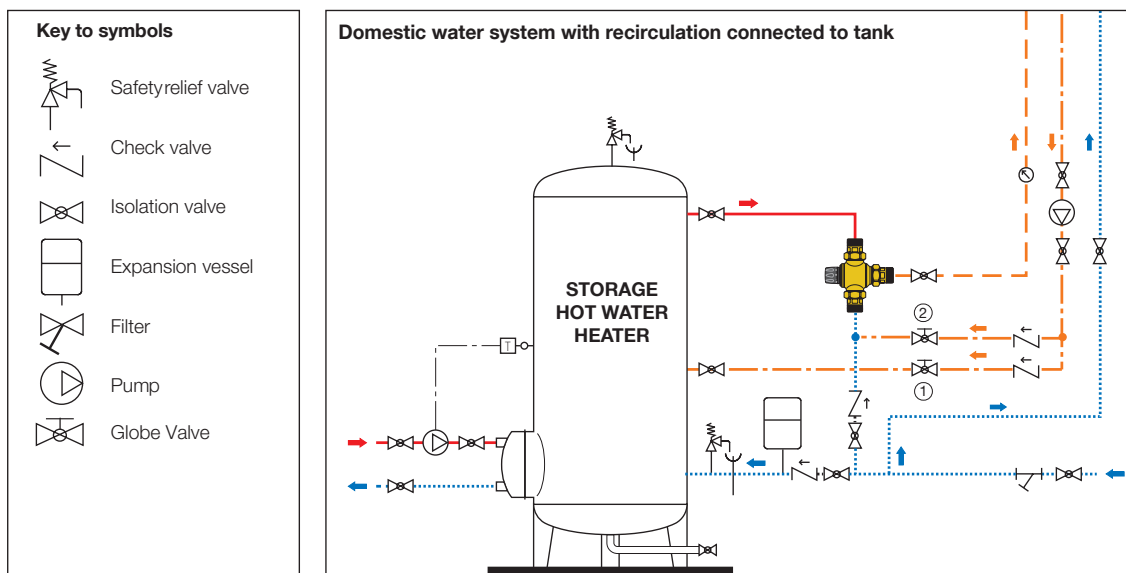 Key to symbols
Safety relief valve
Check valve
Isolation valve
Expansion vessel
Filter
Pump
Globe Valve
Domestic water system with recirculation connected to tank
STORAGE
HOT WATER
HEATER
T
2
1